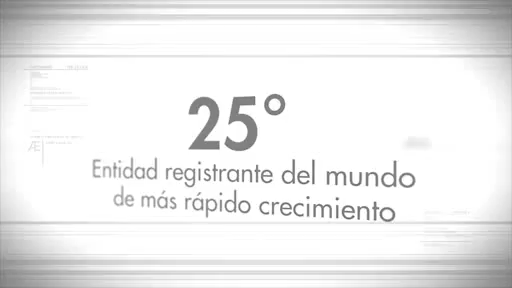 25°
Entidad registrante del mundo
de más rápido crecimiento
Æ